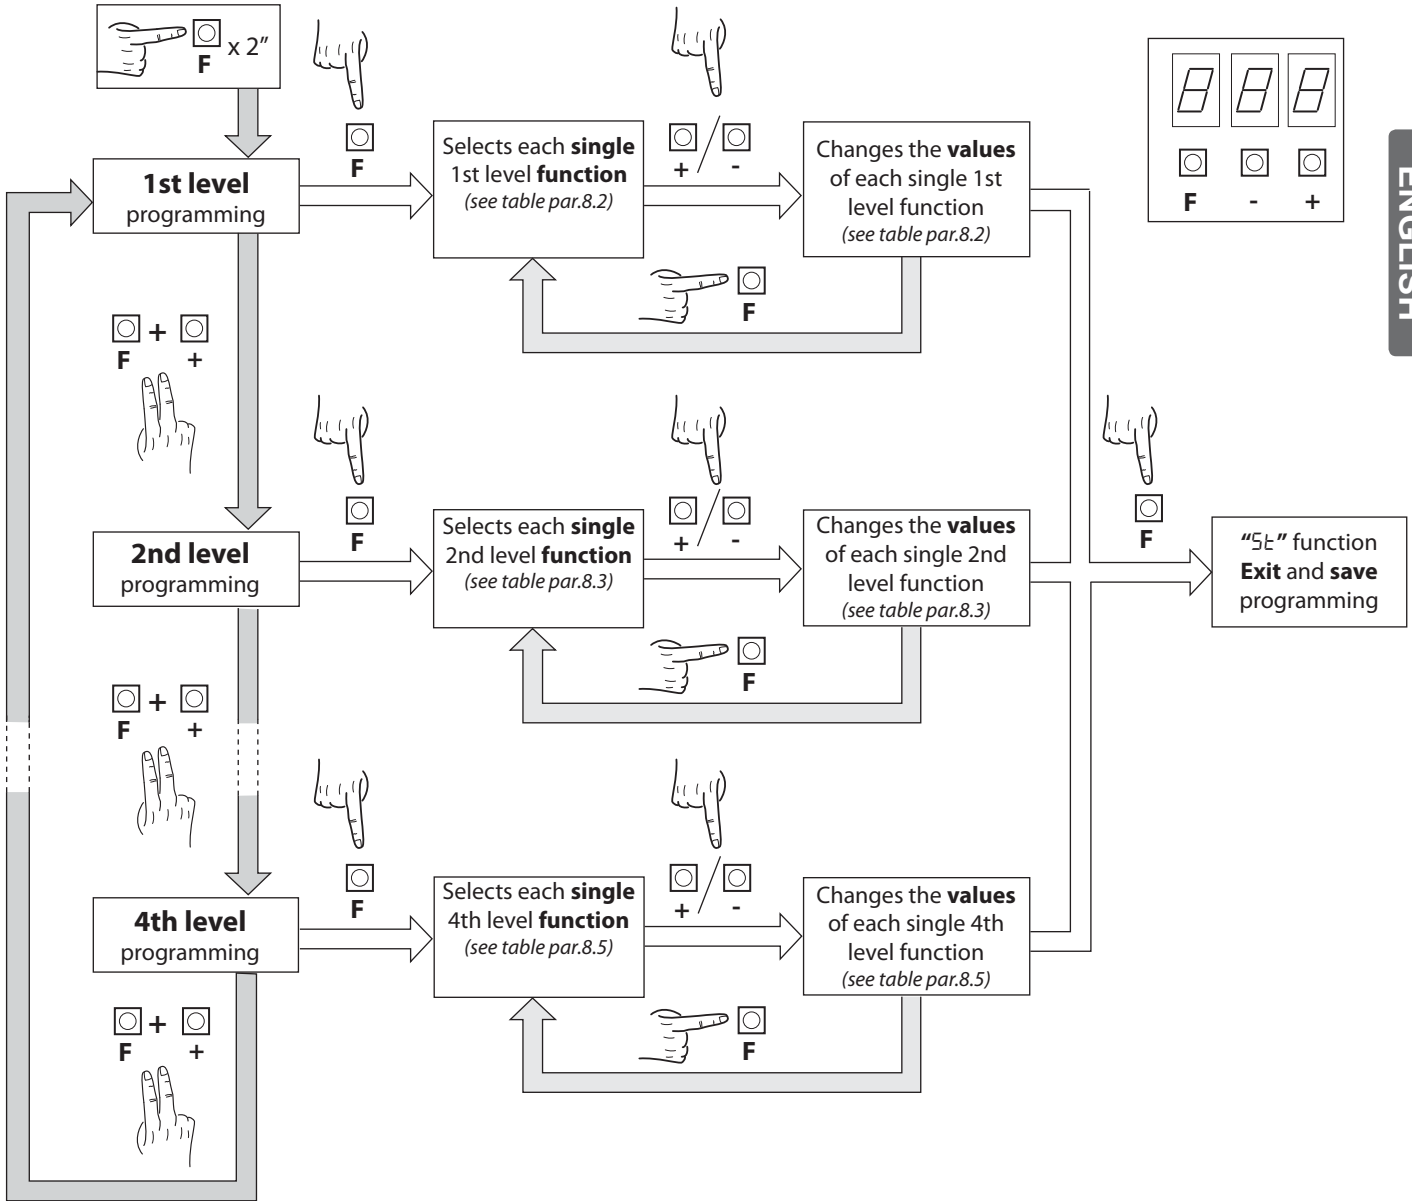 F x 2”
F
+ / -
F - +
ENGLISH
1st level
programming
Selects each single
1st level function
(see table par.8.2)
Changes the values
of each single 1st
level function
(see table par.8.2)
F
F + +
F
+ / -
F
2nd level
programming
Selects each single
2nd level function
(see table par.8.3)
Changes the values
of each single 2nd
level function
(see table par.8.3)
“St” function
Exit and save
programming
F
F + +
F
+ / -
4th level
programming
Selects each single
4th level function
(see table par.8.5)
Changes the values
of each single 4th
level function
(see table par.8.5)
F
F + +